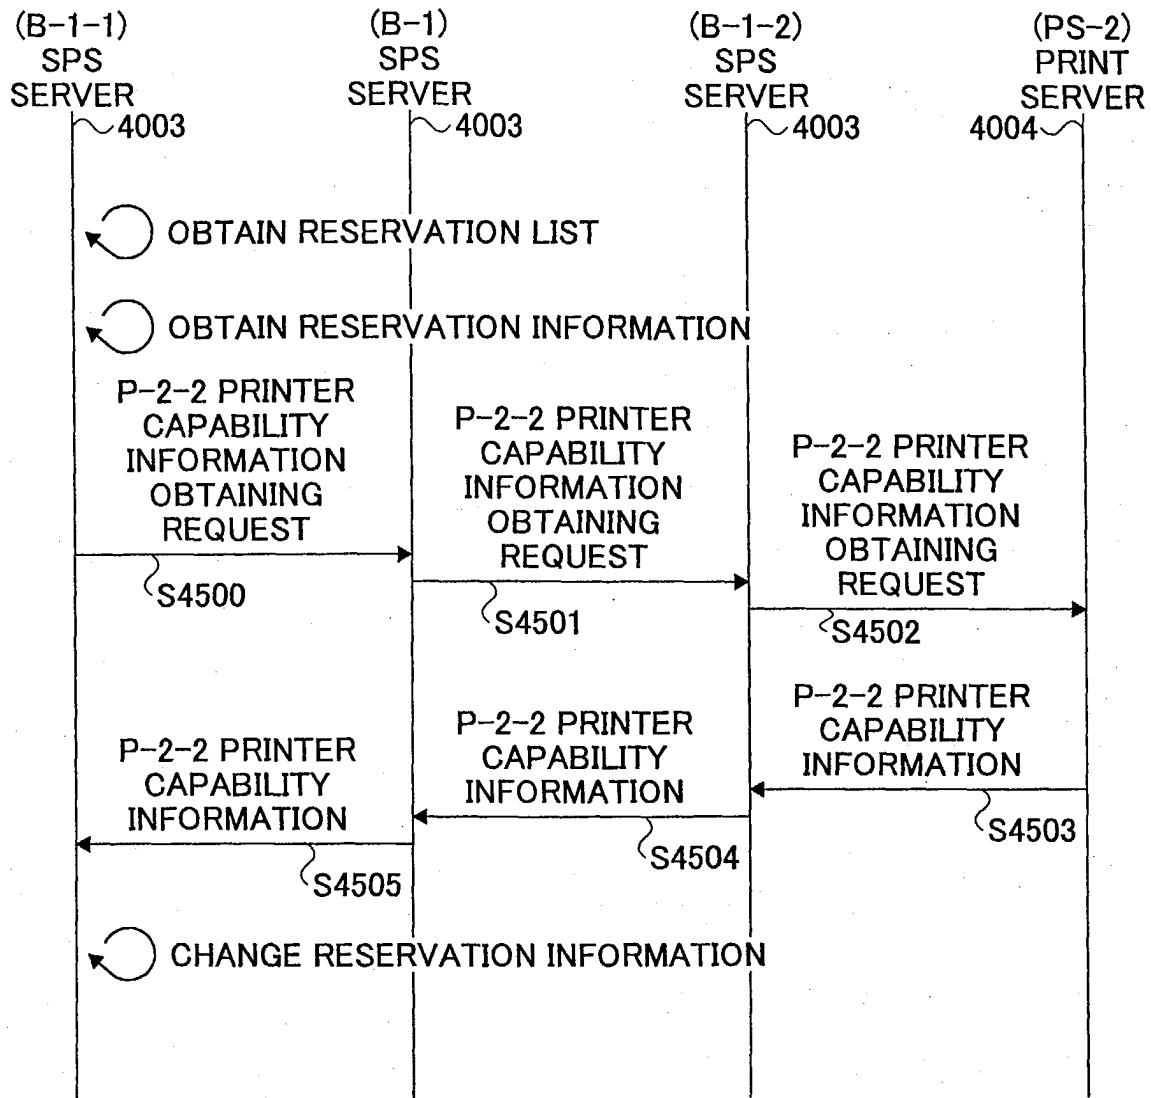 (B-1-1)
SPS
SERVER
4003
(B-1)
SPS
SERVER
4003
(B-1-2)
SPS
SERVER
4003
(PS-2)
PRINT
SERVER
4004
OBTAIN RESERVATION LIST
OBTAIN RESERVATION INFORMATION
P-2-2 PRINTER
CAPABILITY
INFORMATION
OBTAINING
REQUEST
S4500
P-2-2 PRINTER
CAPABILITY
INFORMATION
OBTAINING
REQUEST
S4501
P-2-2 PRINTER
CAPABILITY
INFORMATION
OBTAINING
REQUEST
S4502
P-2-2 PRINTER
CAPABILITY
INFORMATION
S4503
P-2-2 PRINTER
CAPABILITY
INFORMATION
S4504
P-2-2 PRINTER
CAPABILITY
INFORMATION
S4505
CHANGE RESERVATION INFORMATION